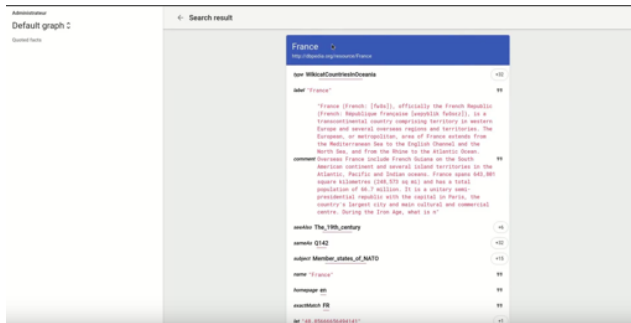 Administrateur
Default graph
Quoted facts
← Search result
France
http://dbpedia.org/resource/France
type WikicatCountriesInOceania
label "France"
"France (French: [fʁɑ̃s]), officially the French Republic
(French: République française
is a
transcontinental country comprising territory in western
Europe and several overseas regions and territories. The
European, or metropolitan, area of France extends from
the Mediterranean Sea to the English Channel and the
North Sea, and from the Rhine to the Atlantic Ocean.
comment Overseas France include French Guiana on the South
American continent and several island territories in the
Atlantic, Pacific and Indian oceans. France spans 643,801
square kilometres (248,573 sq mi) and has a total
population of 66.7 million. It is a unitary semi-
presidential republic with the capital in Paris, the
country's largest city and main cultural and commercial
centre. During the Iron Age, what is n"
seeAlso The_19th_century
sameAs Q142
subject Member_states_of_NATO
+15
name "France"
homepage en
exactMatch FR
lat